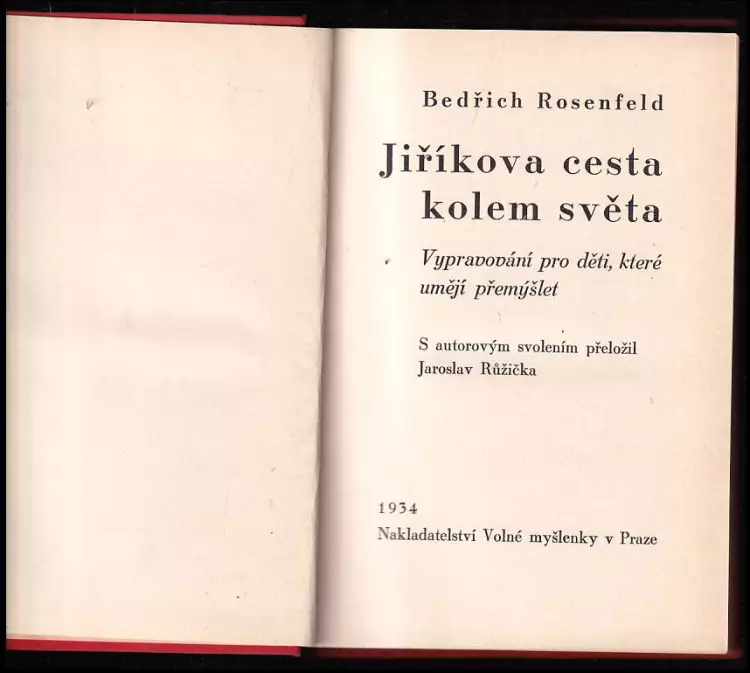 Bedřich Rosenfeld
Jiříkova cesta
kolem světa
Vypravování pro děti, které
umějí přemýšlet
S autorovým svolením přeložil
Jaroslav Růžička
1934
Nakladatelství Volné myšlenky v Praze